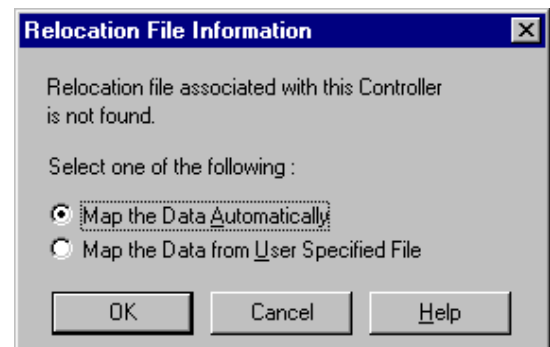 Relocation File Information
Relocation file associated with this Controller
is not found.
Select one of the following :
Map the Data Automatically
Map the Data from User Specified File
OK
Cancel
Help